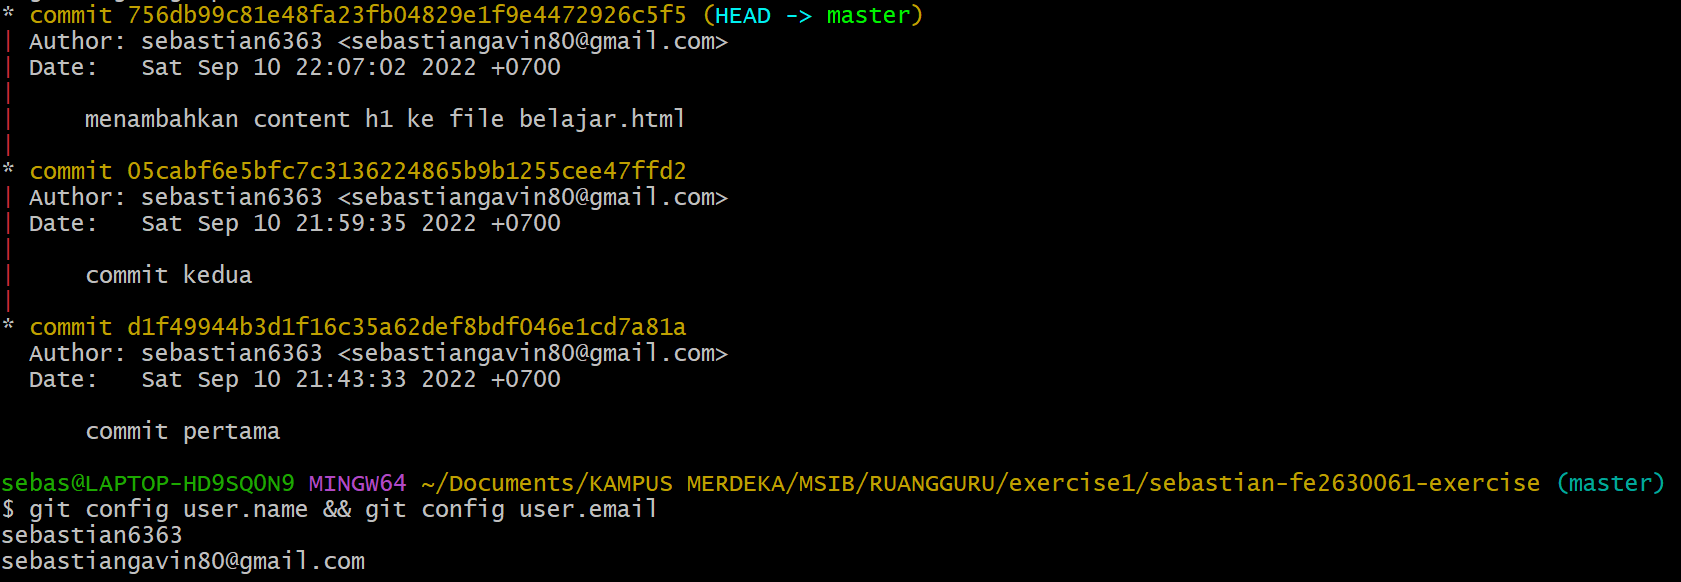 * commit 756db99c81e48fa23fb04829e1f9e4472926c5f5 (HEAD -> master)
| Author: sebastian6363 <sebastiangavin80@gmail.com>
| Date:   Sat Sep 10 22:07:02 2022 +0700
|
|     menambahkan content h1 ke file belajar.html
|
* commit 05cabf6e5bfc7c3136224865b9b1255cee47ffd2
| Author: sebastian6363 <sebastiangavin80@gmail.com>
| Date:   Sat Sep 10 21:59:35 2022 +0700
|
|     commit kedua
|
* commit d1f49944b3d1f16c35a62def8bdf046e1cd7a81a
  Author: sebastian6363 <sebastiangavin80@gmail.com>
  Date:   Sat Sep 10 21:43:33 2022 +0700

      commit pertama

sebas@LAPTOP-HD9SQ0N9 MINGW64 ~/Documents/KAMPUS MERDEKA/MSIB/RUANGGURU/exercise1/sebastian-fe2630061-exercise (master)
$ git config user.name && git config user.email
sebastian6363
sebastiangavin80@gmail.com